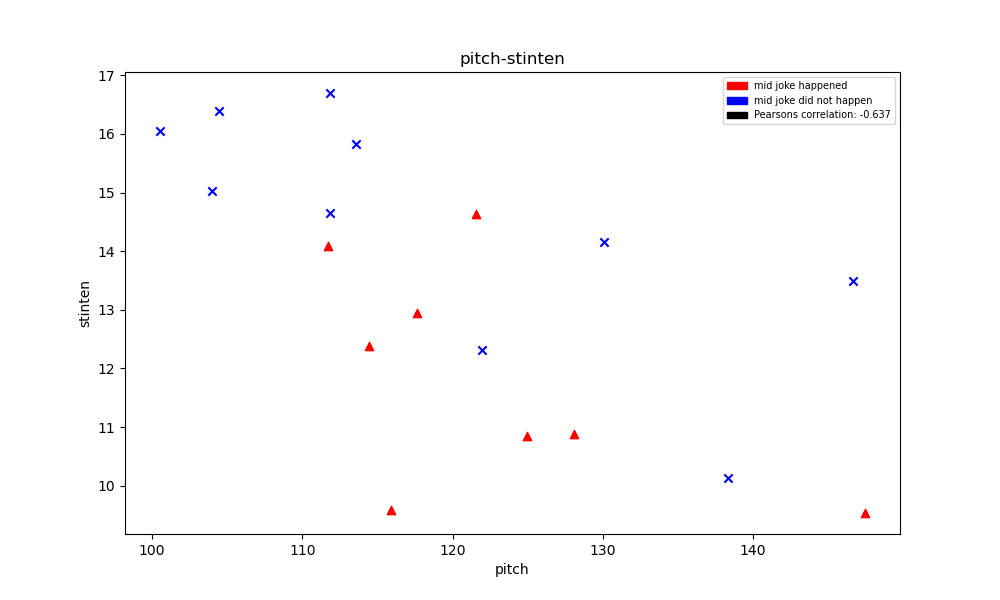 pitch-stinten
mid joke happened
mid joke did not happen
Pearsons correlation: -0.637
17
16
15
14
13
12
11
10
stinten
100 110 120 130 140
pitch